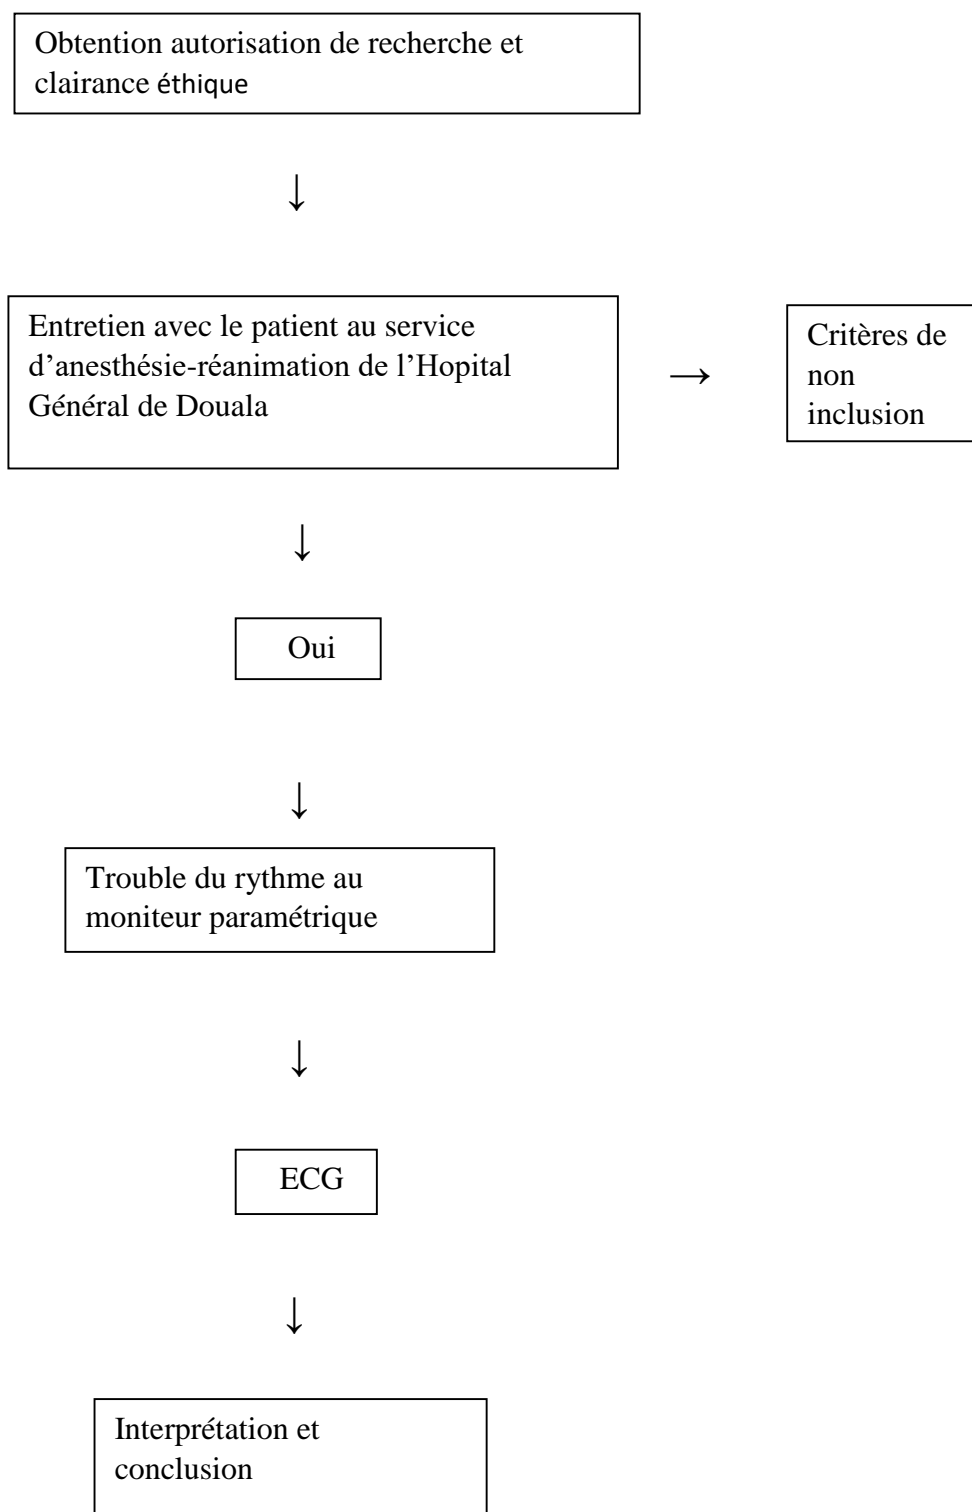 Obtention autorisation de recherche et
clairance éthique
↓
Entretien avec le patient au service
d’anesthésie-réanimation de l’Hopital
Général de Douala
→
Critères de
non
inclusion
↓
Oui
↓
Trouble du rythme au
moniteur paramétrique
↓
ECG
↓
Interprétation et
conclusion